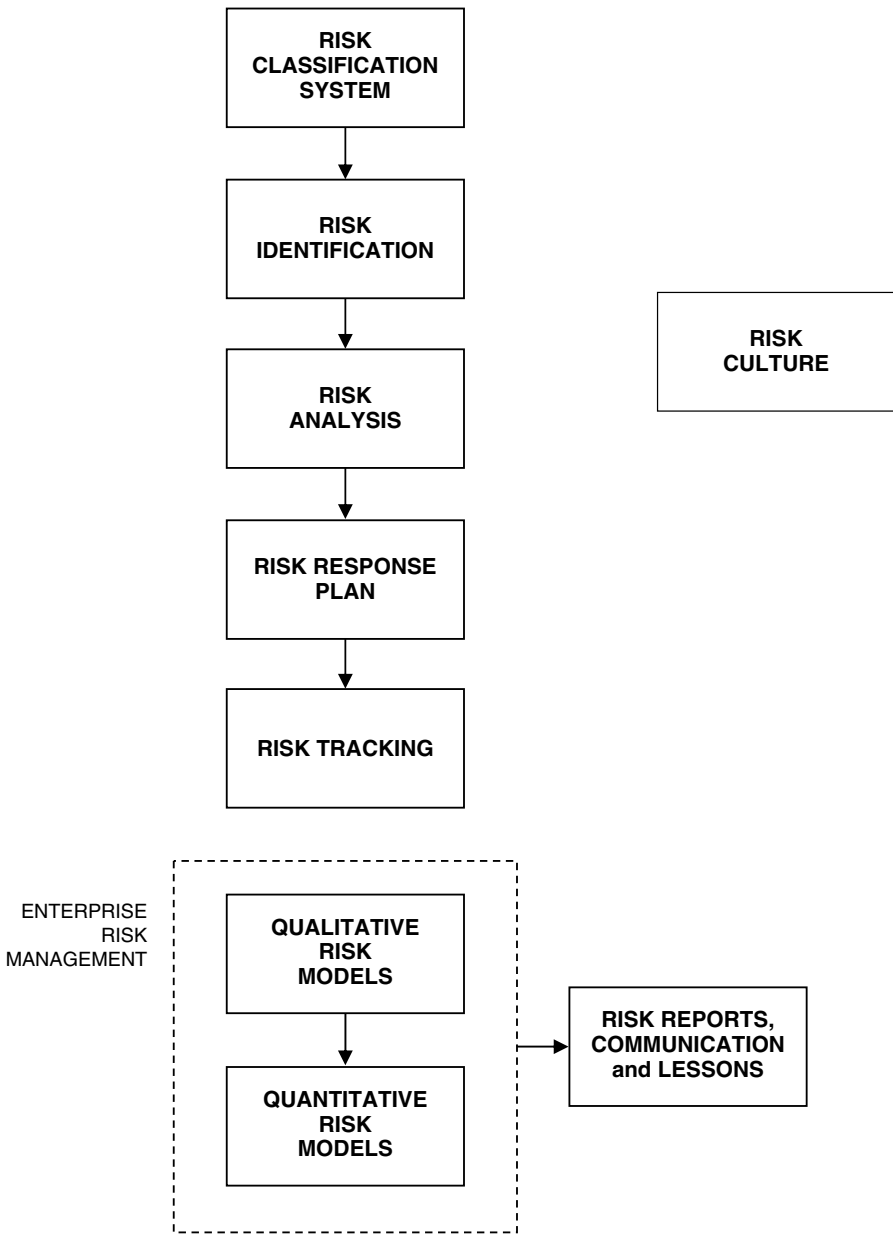 RISK
CLASSIFICATION
SYSTEM
RISK
IDENTIFICATION
RISK
CULTURE
RISK
ANALYSIS
RISK RESPONSE
PLAN
RISK TRACKING
ENTERPRISE
RISK
MANAGEMENT
QUALITATIVE
RISK
MODELS
RISK REPORTS,
COMMUNICATION
and LESSONS
QUANTITATIVE
RISK
MODELS